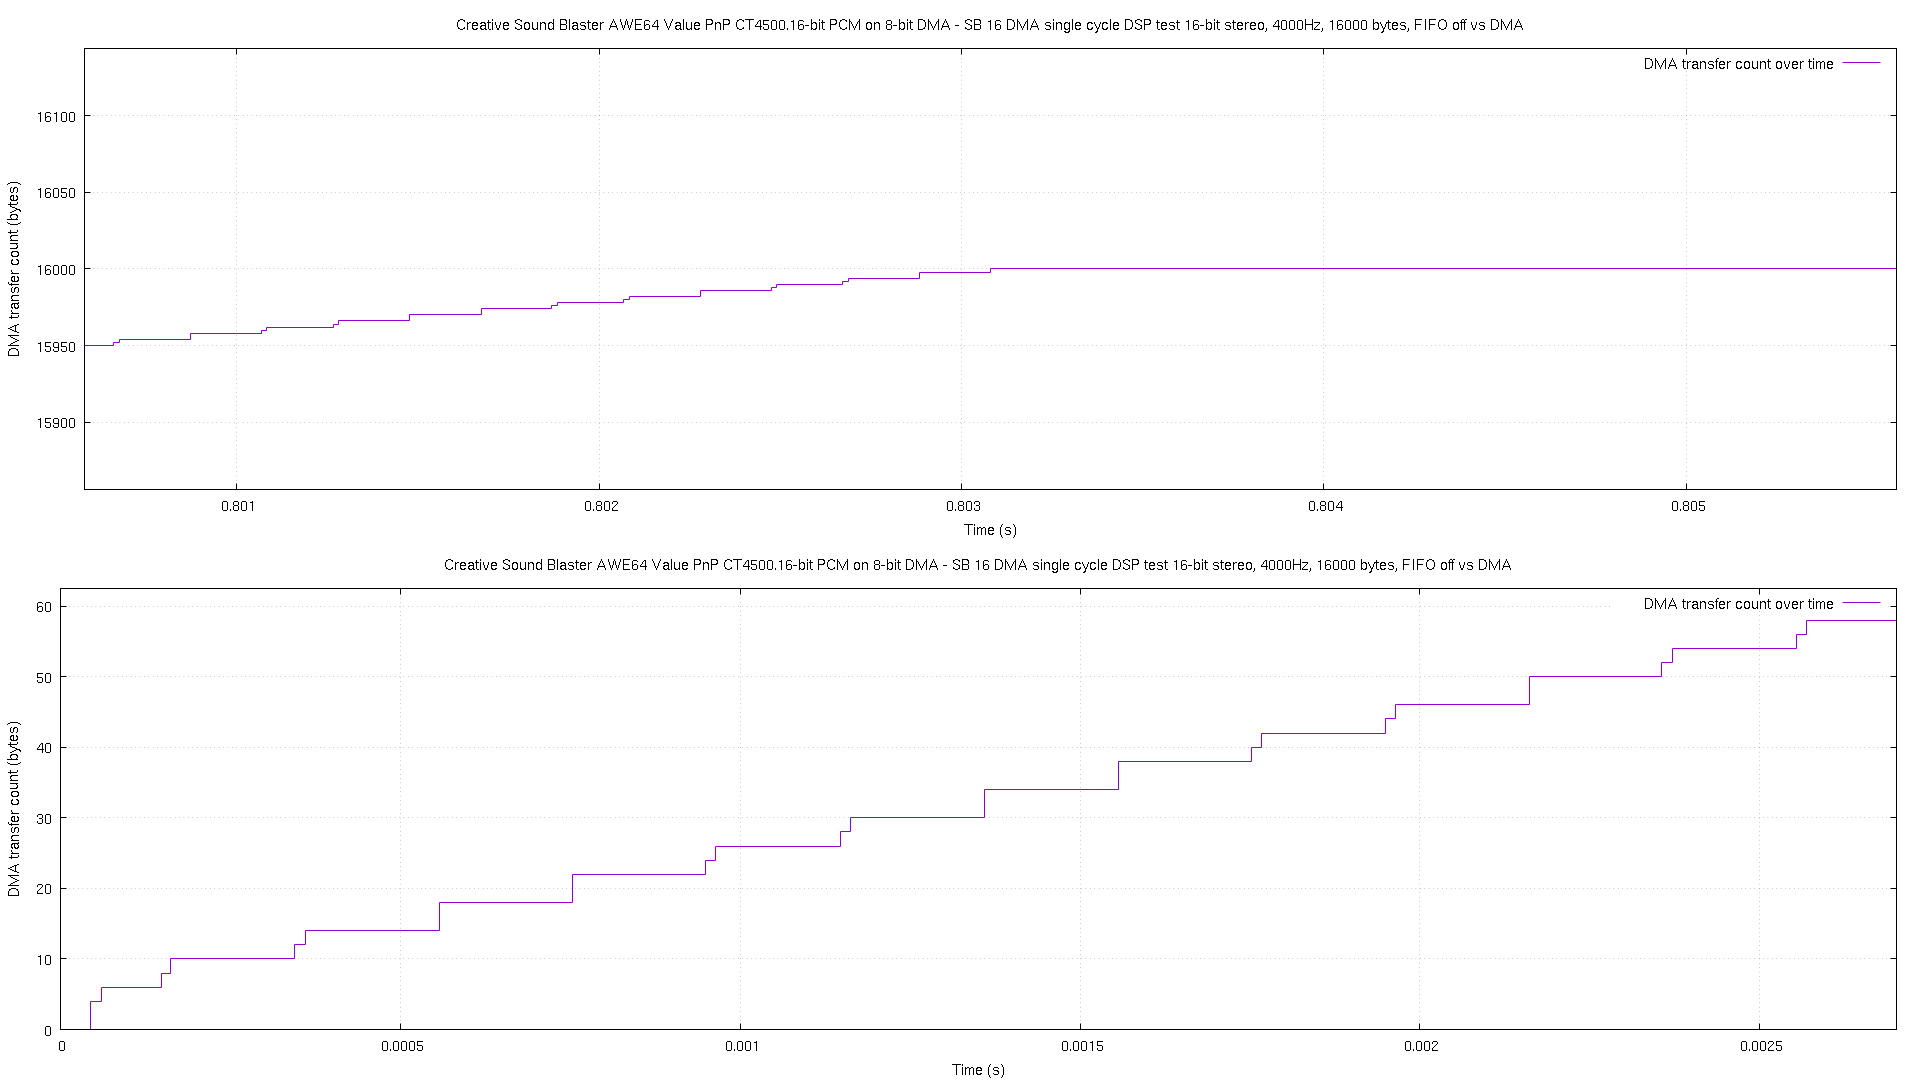 Creative Sound Blaster AWE64 Value PnP CT4500.16-bit PCM on 8-bit DMA - SB 16 DMA single cycle DSP test 16-bit stereo, 4000Hz, 16000 bytes, FIFO off vs DMA
DMA transfer count over time
16100
16050
16000
15950
15900
DMA transfer count (bytes)
0.801 0.802 0.803 0.804 0.805
Time (s)
Creative Sound Blaster AWE64 Value PnP CT4500.16-bit PCM on 8-bit DMA - SB 16 DMA single cycle DSP test 16-bit stereo, 4000Hz, 16000 bytes, FIFO off vs DMA
DMA transfer count over time
60
50
40
30
20
10
0
DMA transfer count (bytes)
0 0.0005 0.001 0.0015 0.002 0.0025
Time (s)